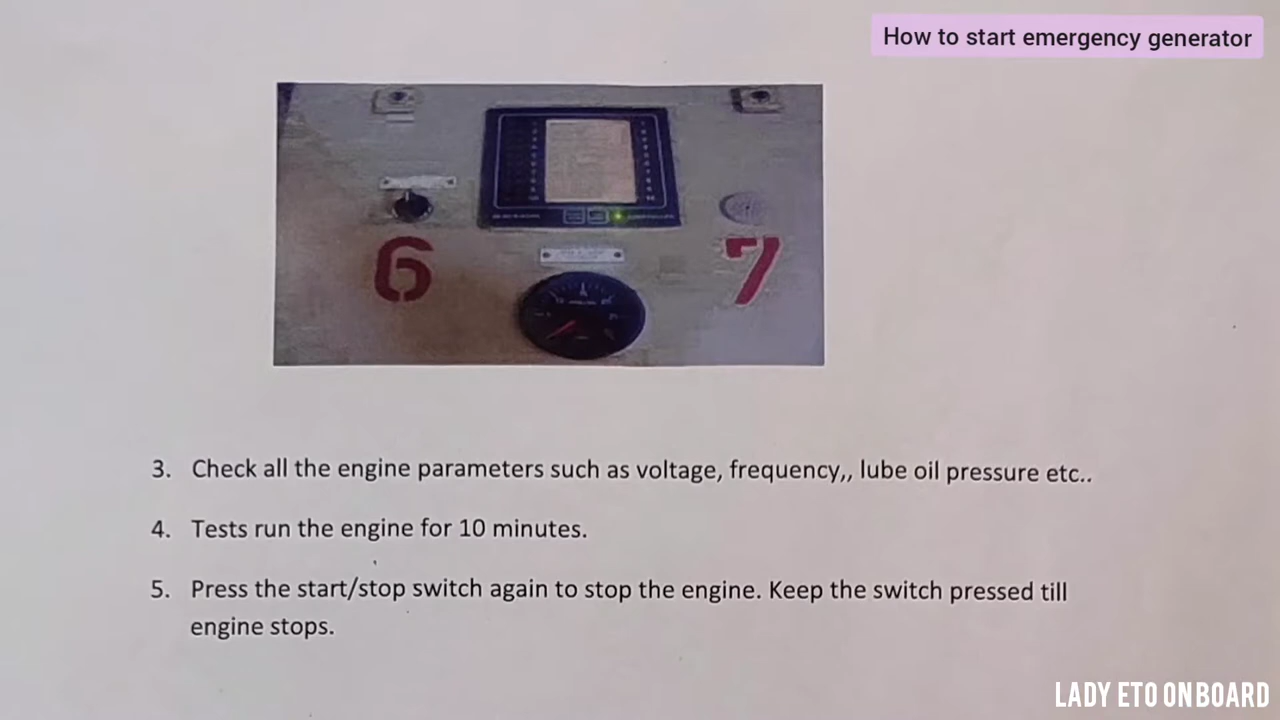 How to start emergency generator
6
7
3. Check all the engine parameters such as voltage, frequency,, lube oil pressure etc..
4. Tests run the engine for 10 minutes.
5. Press the start/stop switch again to stop the engine. Keep the switch pressed till
engine stops.
LADY ETO ONBOARD